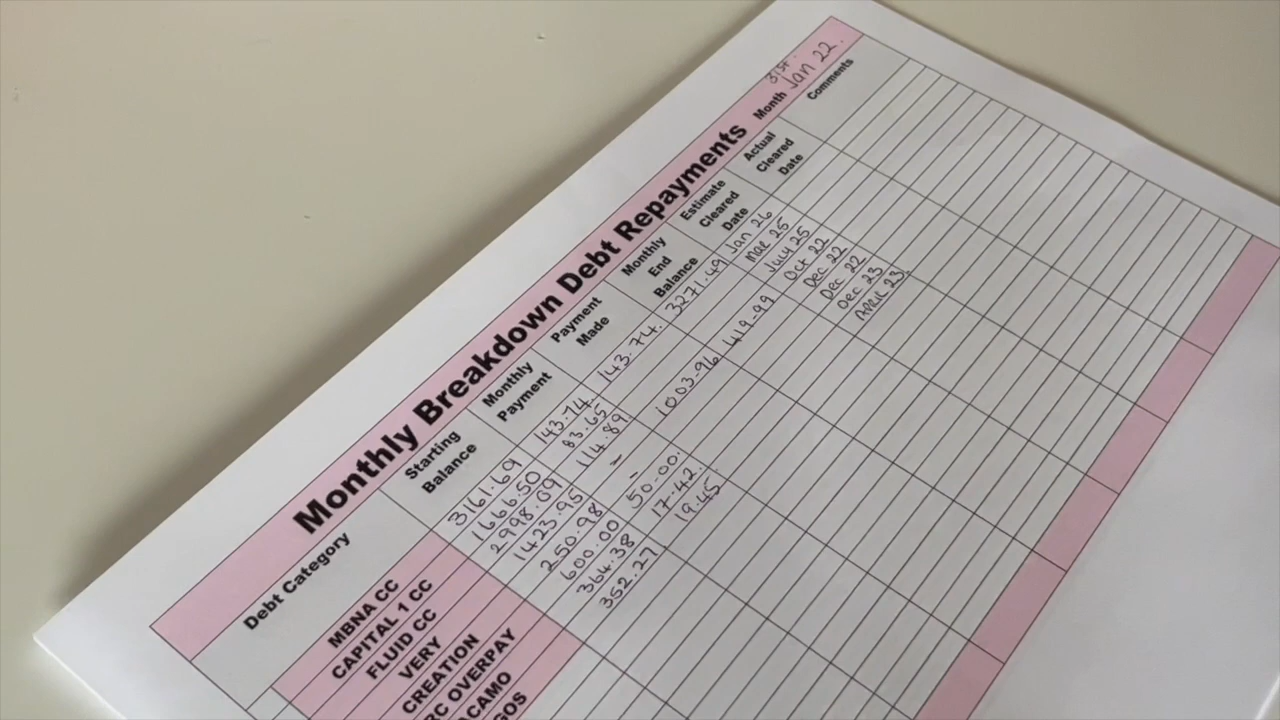 Monthly Breakdown Debt Repayments Month 31st Jan 22.
Debt Category Starting Balance Monthly Payment Payment Made Monthly End Balance Estimate Cleared Date Actual Cleared Date Comments
MBNA CC 3161.69 143.74. 143.74. 3271.49 Jan 26
CAPITAL 1 CC 1666.50 83.65 Mar 25
FLUID CC 2998.69 114.89 July 25
VERY 1423.95 – 1003.96 419-99 Oct 22
CREATION 250.98 – Dec 22
OVERPAY 600.00 50.00. Dec 22
364.38 17.42. Dec 23
352.27 19.45 APRIL 23.